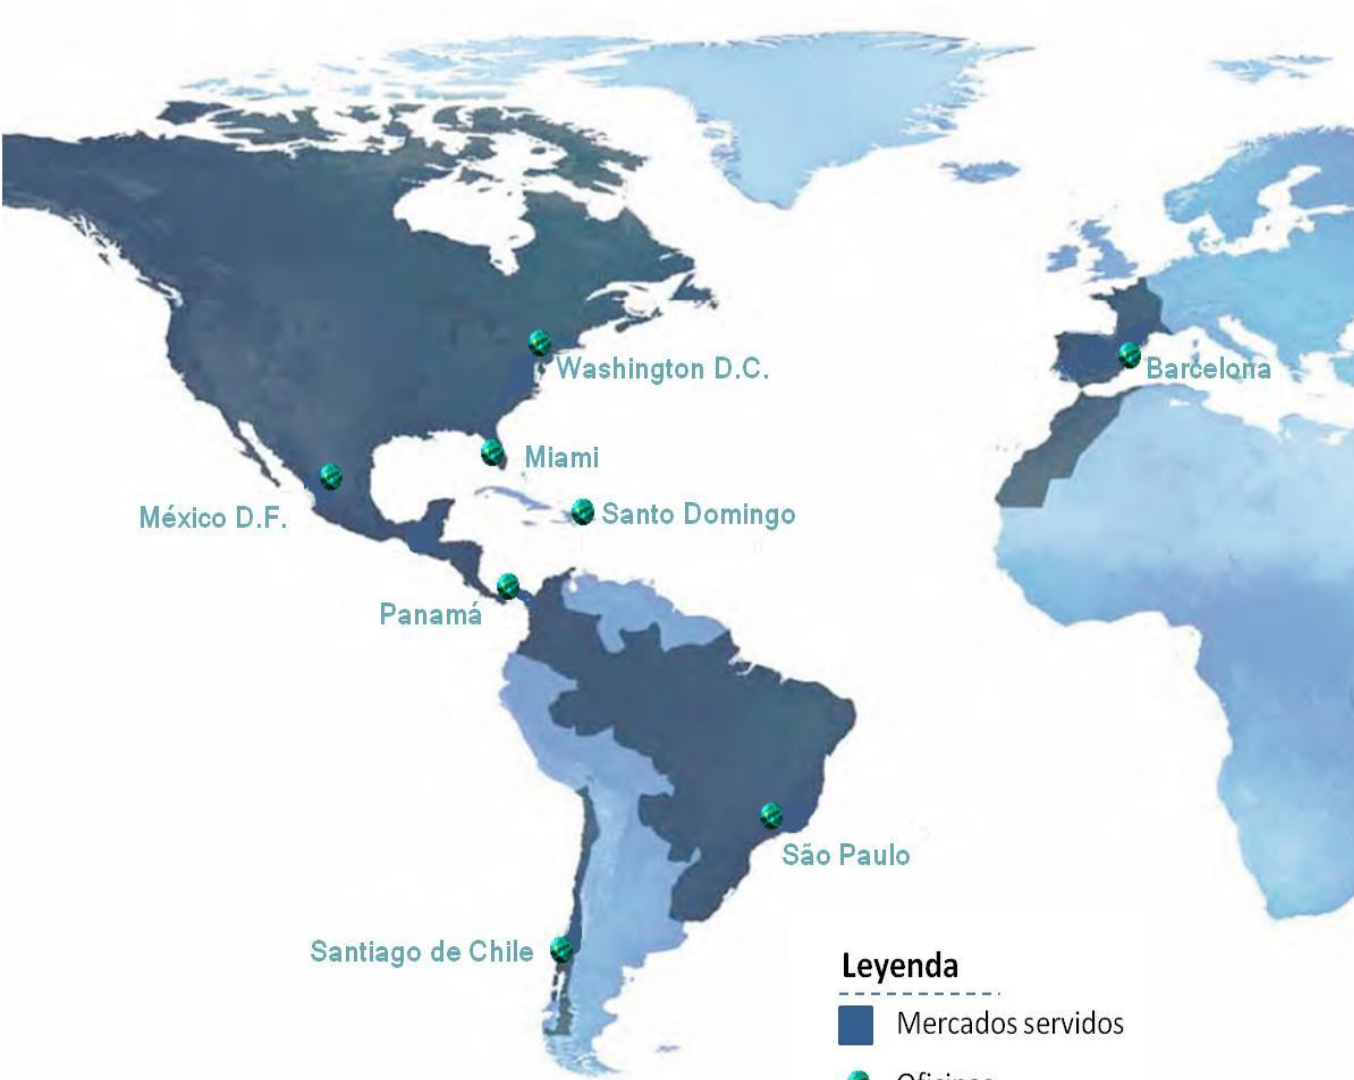 Washington D.C.
Barcelona
Miami
México D.F.
Santo Domingo
Panamá
São Paulo
Santiago de Chile
Leyenda
Mercados servidos